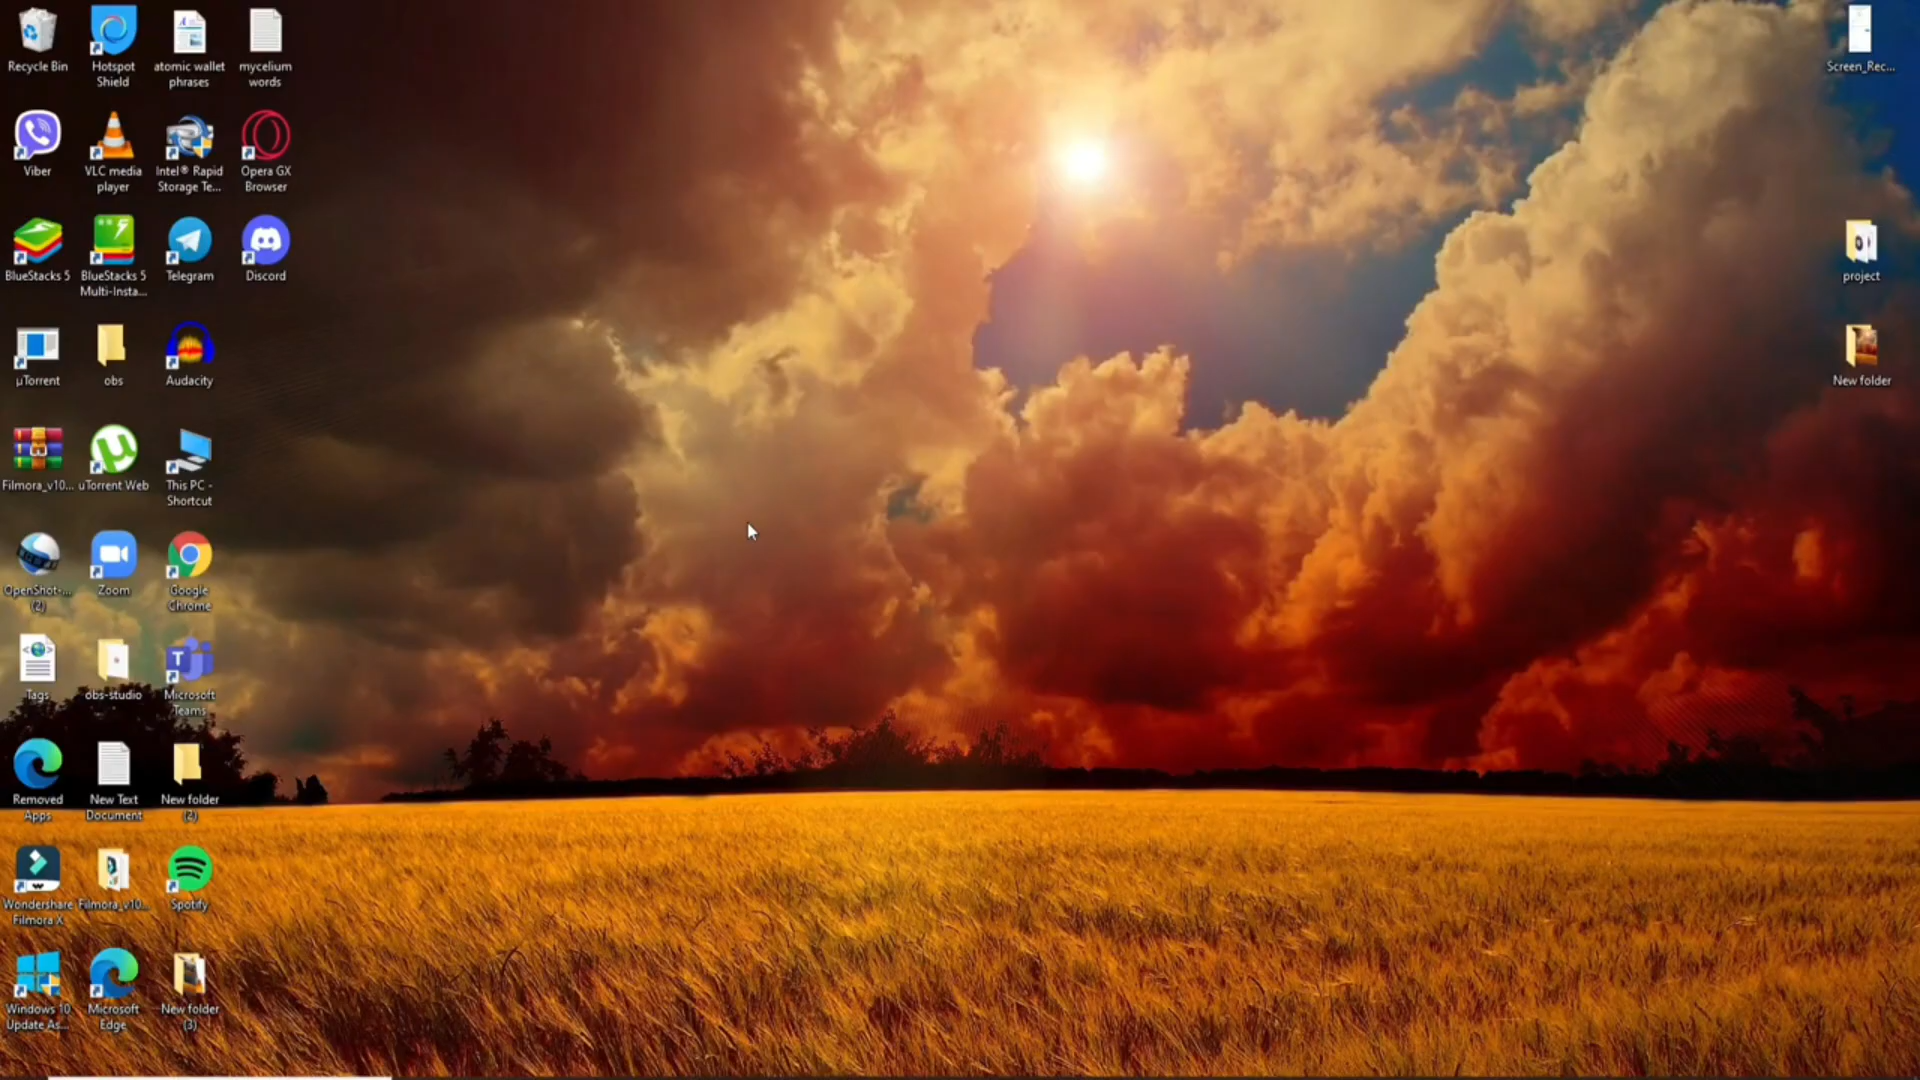 Recycle Bin
Hotspot
Shield
atomic wallet
phrases
mycelium
words
Viber
VLC media
player
Intel® Rapid
Storage Te...
Opera GX
Browser
BlueStacks 5
BlueStacks 5
Multi-Insta...
Telegram
Discord
µTorrent
obs
Audacity
Filmora_v10...
uTorrent Web
This PC -
Shortcut
OpenShot-...
(2)
Zoom
Google
Chrome
Tags
obs-studio
Microsoft
Teams
Removed
Apps
New Text
Document
New folder
(2)
Wondershare
Filmora X
Filmora_v10...
Spotify
Windows 10
Update As...
Microsoft
Edge
New folder
(3)
Screen_Rec...
project
New folder